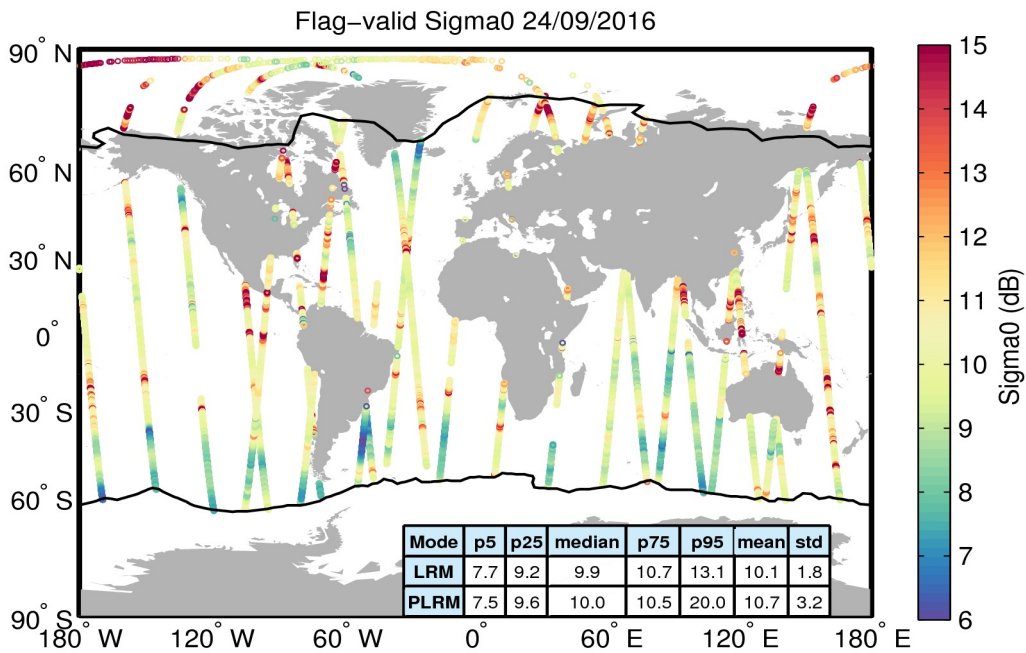 Flag−valid Sigma0 24/09/2016
90° N
60° N
30° N
0°
30° S
60° S
90° S
180° W
120° W
60° W
0°
60° E
120° E
180° E
Mode p5 p25 median p75 p95 mean std
LRM 7.7 9.2 9.9 10.7 13.1 10.1 1.8
PLRM 7.5 9.6 10.0 10.5 20.0 10.7 3.2
15
14
13
12
11
10
9
8
7
6
Sigma0 (dB)